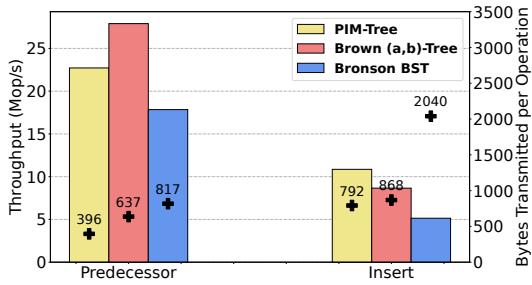 Throughput (Mop/s)
25
20
15
10
5
0
PIM-Tree
Brown (a,b)-Tree
Bronson BST
396
637
817
792
868
2040
Predecessor
Insert
3500
3000
2500
2000
1500
1000
500
0
Bytes Transmitted per Operation